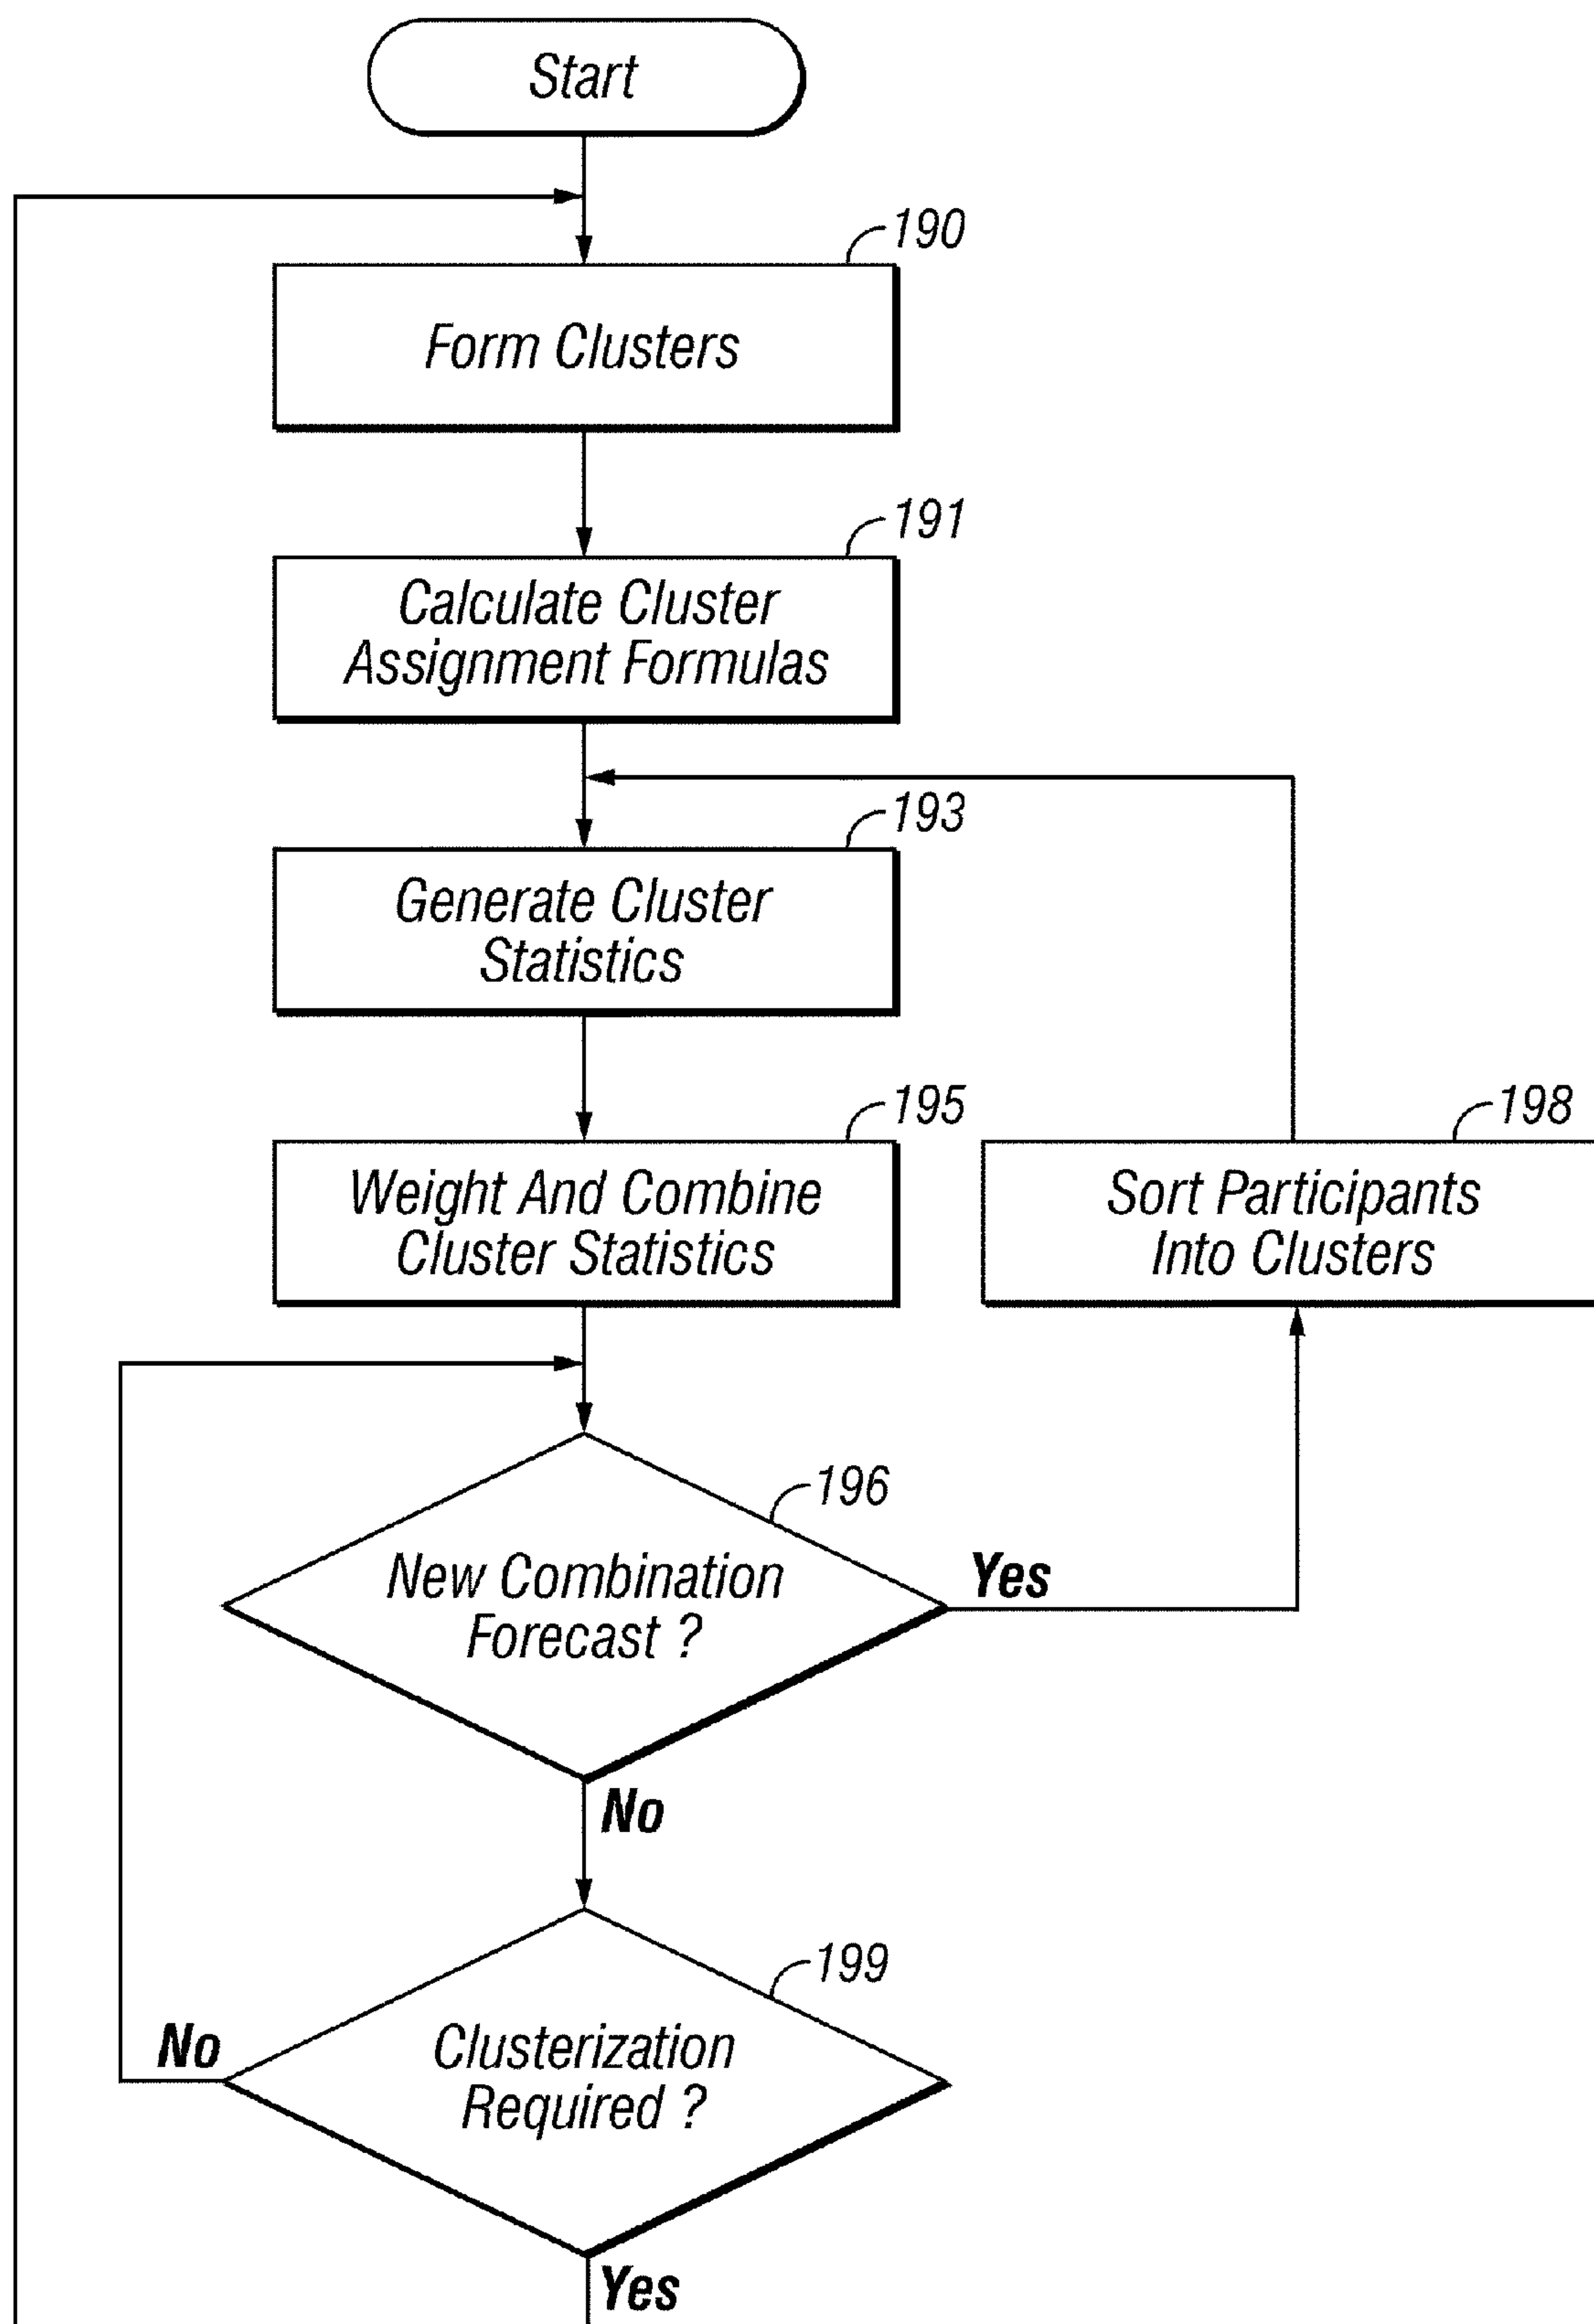 Start
190
Form Clusters
191
Calculate Cluster
Assignment Formulas
193
Generate Cluster
Statistics
195
Weight And Combine
Cluster Statistics
198
Sort Participants
Into Clusters
196
New Combination
Forecast ?
Yes
No
199
Clusterization
Required ?
No
Yes